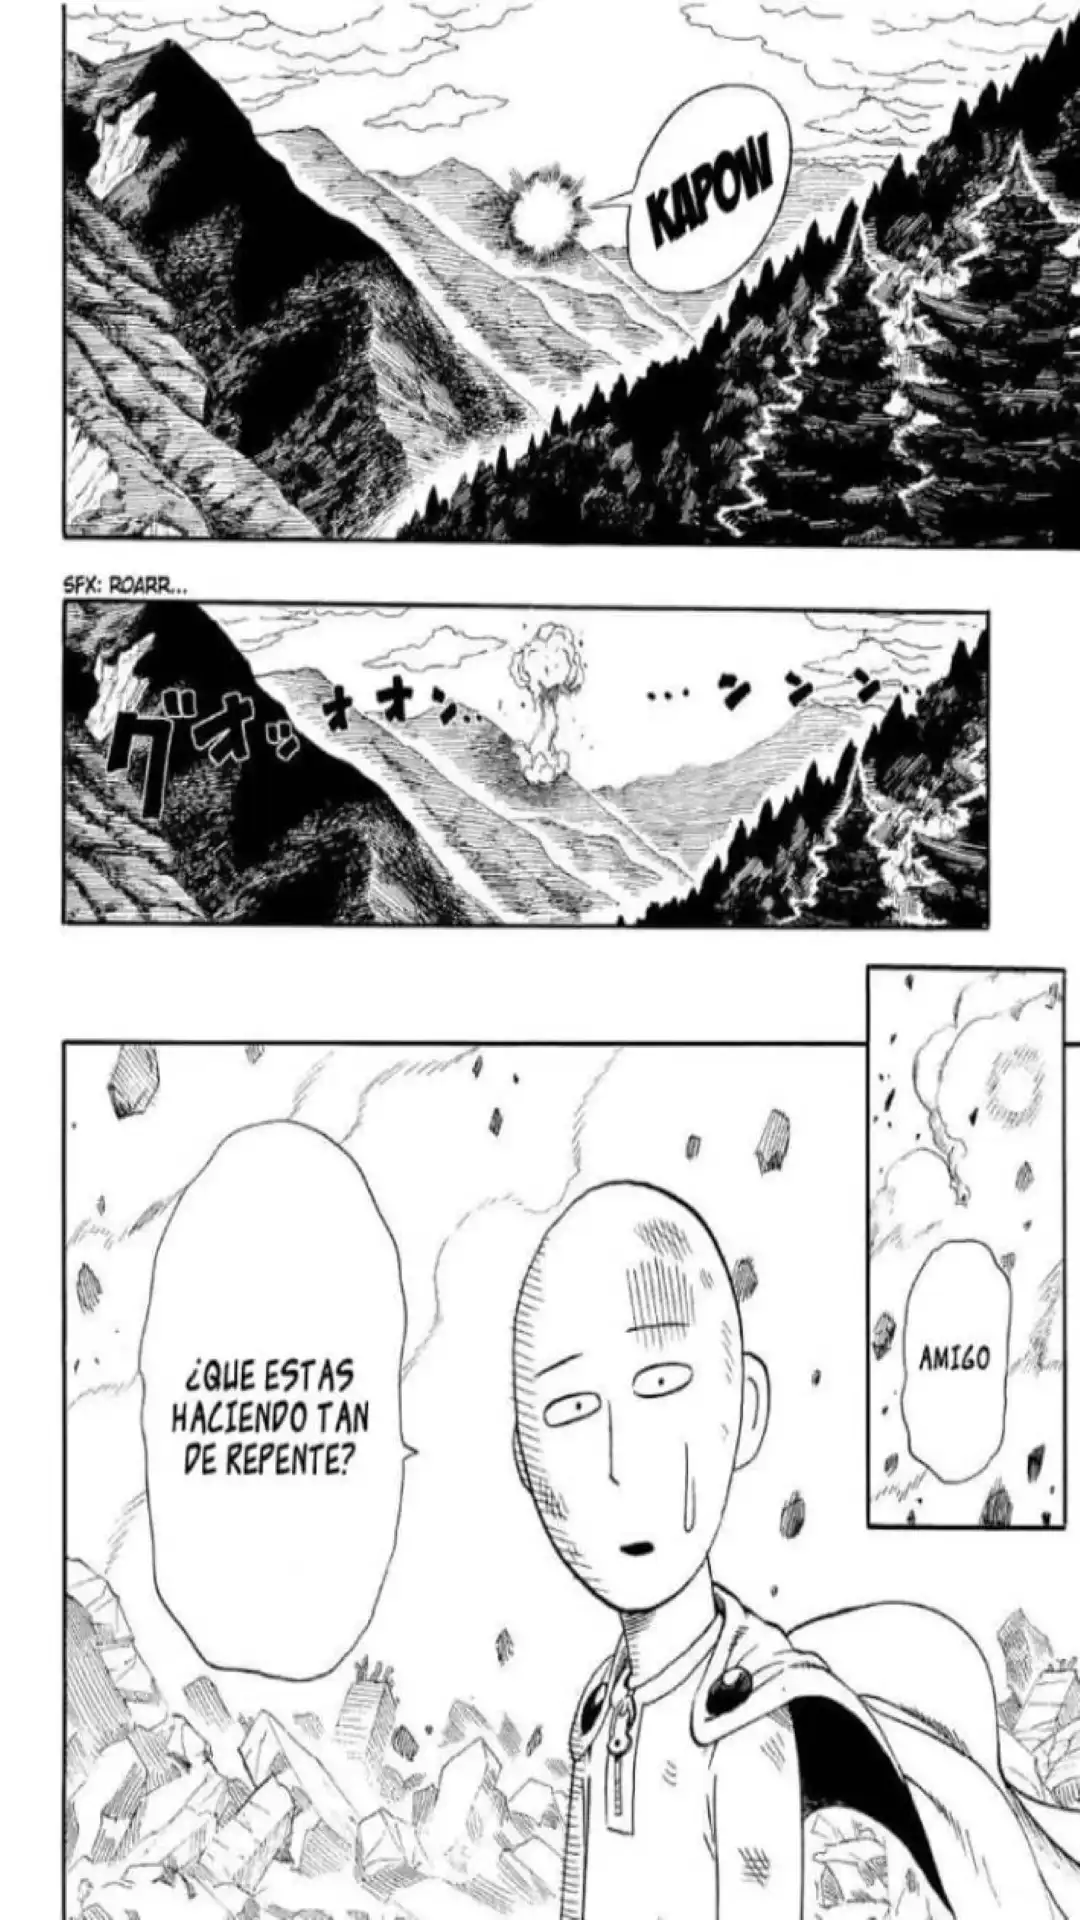 KAPOW
SFX: ROARR...
グオッッオオン..
...ンンン..
AMIGO
¿QUE ESTAS
HACIENDO TAN
DE REPENTE?